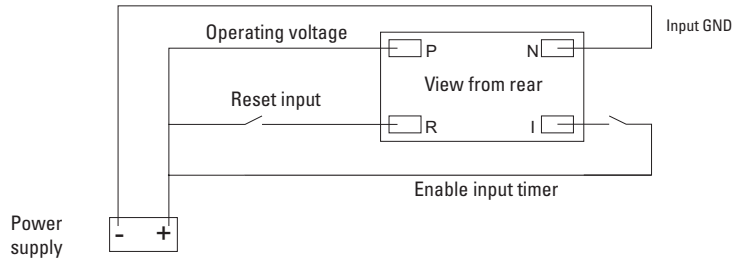 Input GND
Operating voltage
P
N
View from rear
Reset input
R
I
Enable input timer
Power
supply
- +